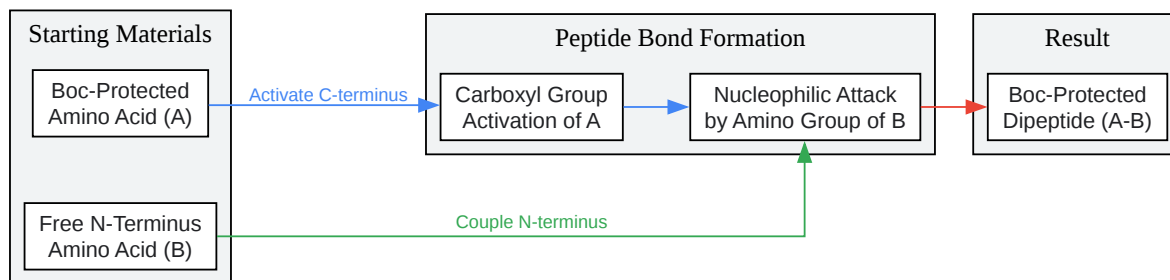 Starting Materials
Boc-Protected
Amino Acid (A)
Free N-Terminus
Amino Acid (B)
Activate C-terminus
Couple N-terminus
Peptide Bond Formation
Carboxyl Group
Activation of A
Nucleophilic Attack
by Amino Group of B
Result
Boc-Protected
Dipeptide (A-B)